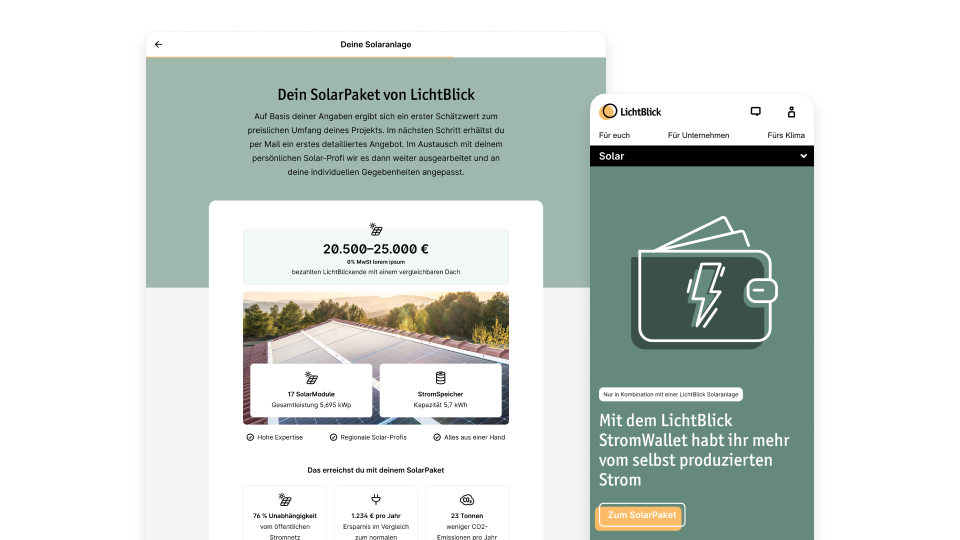 Deine Solaranlage
Dein SolarPaket von LichtBlick
Auf Basis deiner Angaben ergibt sich ein erster Schätzwert zum
preislichen Umfang deines Projekts. Im nächsten Schritt erhältst du
per Mail ein erstes detailliertes Angebot. Im Austausch mit deinem
persönlichen Solar-Profi wir es dann weiter ausgearbeitet und an
deine individuellen Gegebenheiten angepasst.
20.500–25.000 €
0% MwSt lorem ipsum
bezahlten LichtBlickende mit einem vergleichbaren Dach
17 SolarModule
Gesamtleistung 5,695 kWp
StromSpeicher
Kapazität 5,7 kWh
Hohe Expertise
Regionale Solar-Profis
Alles aus einer Hand
Das erreichst du mit deinem SolarPaket
76 % Unabhängigkeit
vom öffentlichen
Stromnetz
1.234 € pro Jahr
Ersparnis im Vergleich
zum normalen
23 Tonnen
weniger CO2-
Emissionen pro Jahr
LichtBlick
Für euch
Für Unternehmen
Fürs Klima
Solar
Nur in Kombination mit einer LichtBlick Solaranlage
Mit dem LichtBlick
StromWallet habt ihr mehr
vom selbst produzierten
Strom
Zum SolarPaket